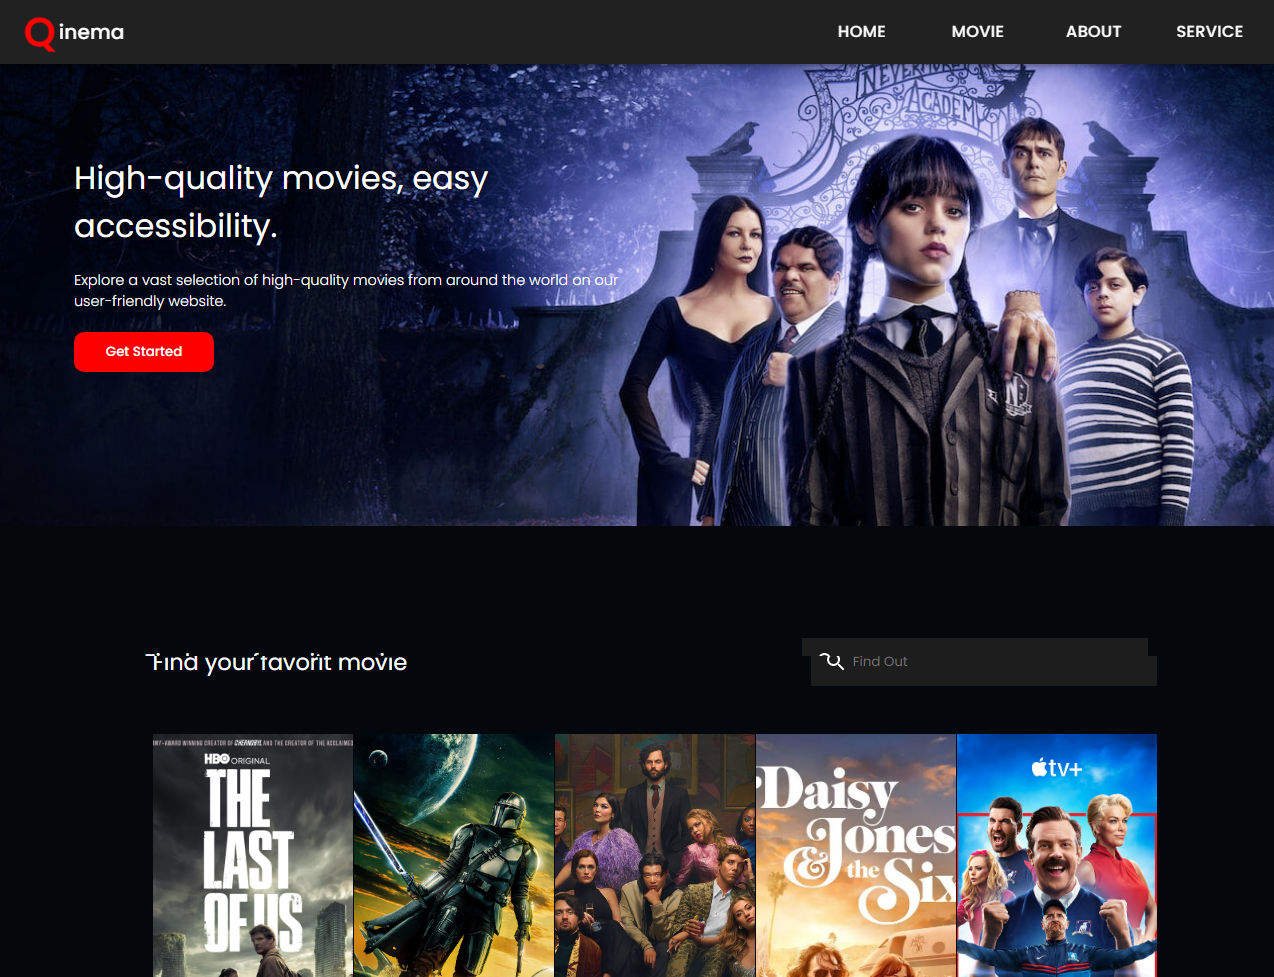 Qinema
HOME MOVIE ABOUT SERVICE
NEVERMORE
ACADEMY
High-quality movies, easy
accessibility.
Explore a vast selection of high-quality movies from around the world on our
user-friendly website.
Get Started
Find your favorit movie
Find Out
MY-AWARD WINNING CREATOR OF CHERNOBYL AND THE CREATOR OF THE ACCLAIMED
HBO ORIGINAL
THE
LAST
OF US
Daisy
Jones
& the
Six
tv+